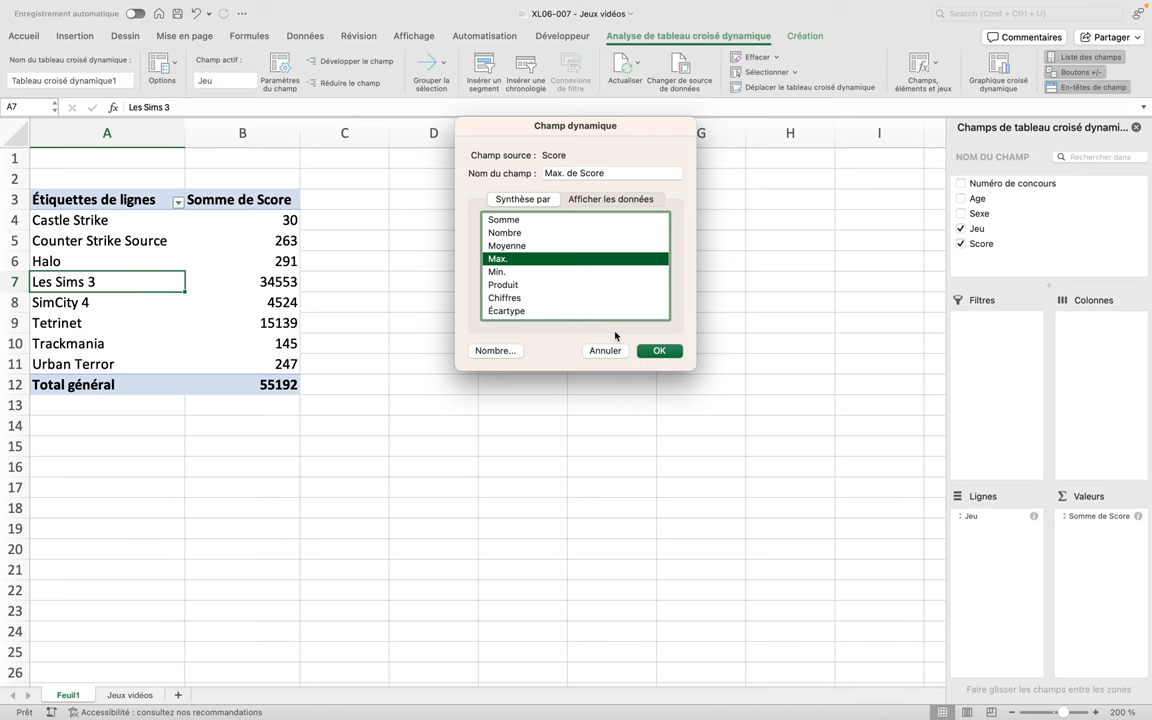 Enregistrement automatique
XL06-007 - Jeux vidéos
Search (Cmd + Ctrl + U)
Accueil Insertion Dessin Mise en page Formules Données Révision Affichage Automatisation Développeur Analyse de tableau croisé dynamique Création Commentaires Partager
Nom du tableau croisé dynamique :
Tableau croisé dynamique1
Options
Champ actif :
Jeu
Paramètres
du champ
Développer le champ
Réduire le champ
Grouper la
sélection
Insérer un
segment
Insérer une
chronologie
Connexions
de filtre
Actualiser
Changer de source
de données
Effacer
Sélectionner
Déplacer le tableau croisé dynamique
Champs,
éléments et jeux
Graphique croisé
dynamique
Liste des champs
Boutons +/-
En-têtes de champ
A7 fx Les Sims 3
A B C D G H I
1
2
3 Étiquettes de lignes Somme de Score
4 Castle Strike 30
5 Counter Strike Source 263
6 Halo 291
7 Les Sims 3 34553
8 SimCity 4 4524
9 Tetrinet 15139
10 Trackmania 145
11 Urban Terror 247
12 Total général 55192
13
14
15
16
17
18
19
20
21
22
23
24
25
26
Champ dynamique
Champ source : Score
Nom du champ : Max. de Score
Synthèse par Afficher les données
Somme
Nombre
Moyenne
Max.
Min.
Produit
Chiffres
Écartype
Nombre... Annuler OK
Champs de tableau croisé dynami...
NOM DU CHAMP Rechercher dans
Numéro de concours
Age
Sexe
Jeu
Score
Filtres Colonnes
Lignes Valeurs
Jeu Somme de Score
Faire glisser les champs entre les zones
Feuil1 Jeux vidéos +
Prêt Accessibilité : consultez nos recommandations 200 %